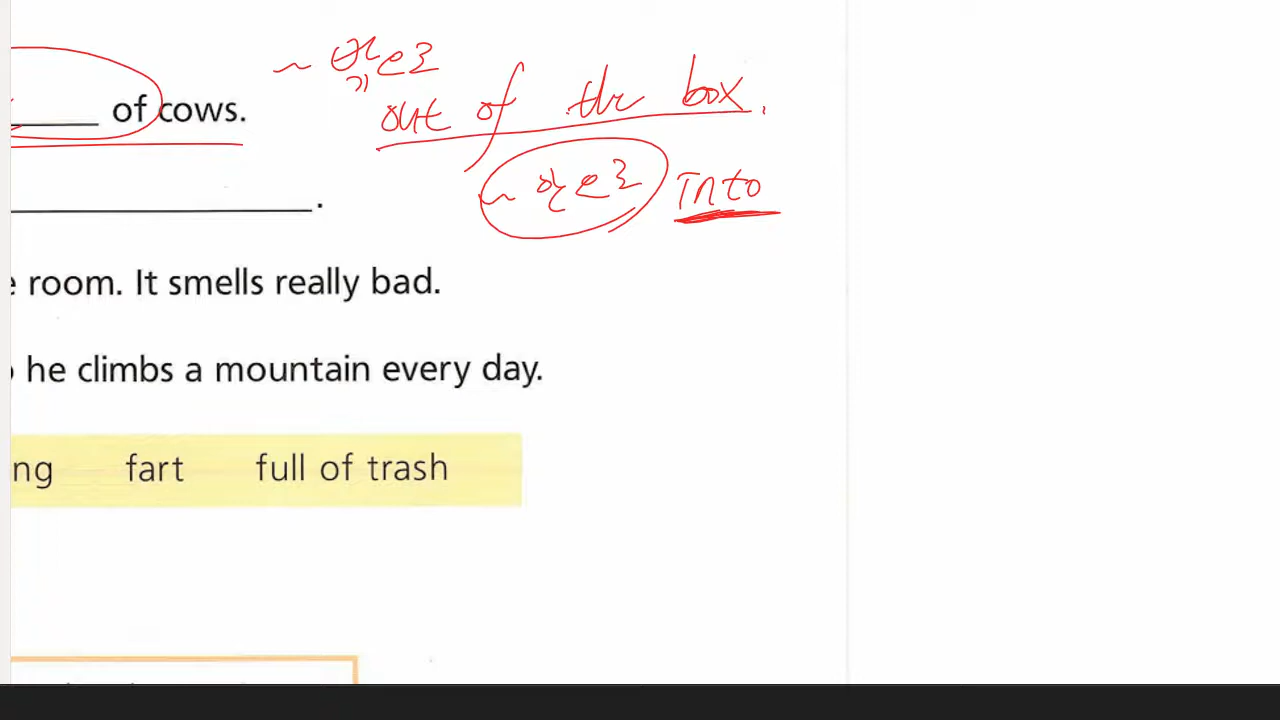 ~ 밖으로
of cows.
out of the box.
~ 안으로 Into
.
room. It smells really bad.
he climbs a mountain every day.
ng fart full of trash